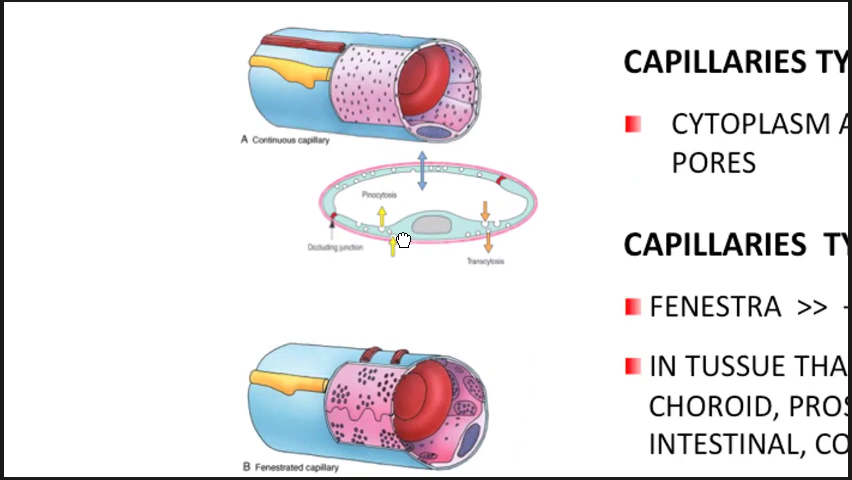 A Continuous capillary
Pinocytosis
Occluding junction
Transcytosis
B Fenestrated capillary
CAPILLARIES TY
CYTOPLASM A
PORES
CAPILLARIES TY
FENESTRA >> -
IN TUSSUE THA
CHOROID, PROS
INTESTINAL, CO